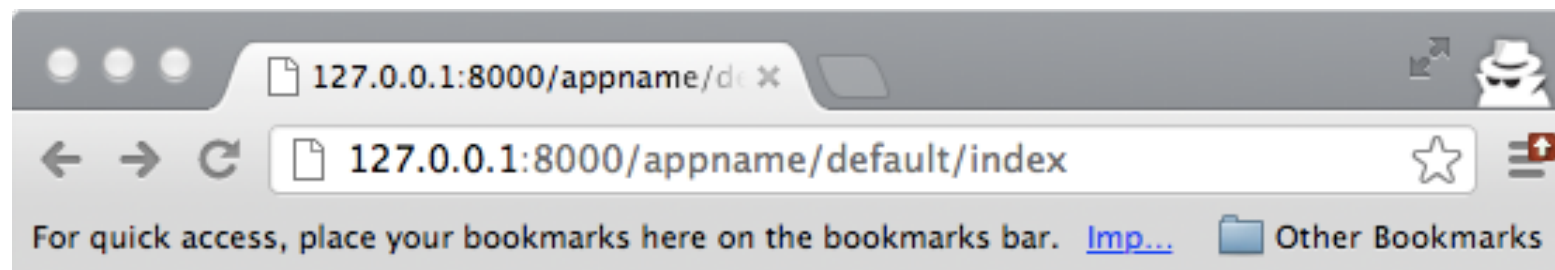 127.0.0.1:8000/appname/de
127.0.0.1:8000/appname/default/index
For quick access, place your bookmarks here on the bookmarks bar. Imp... Other Bookmarks